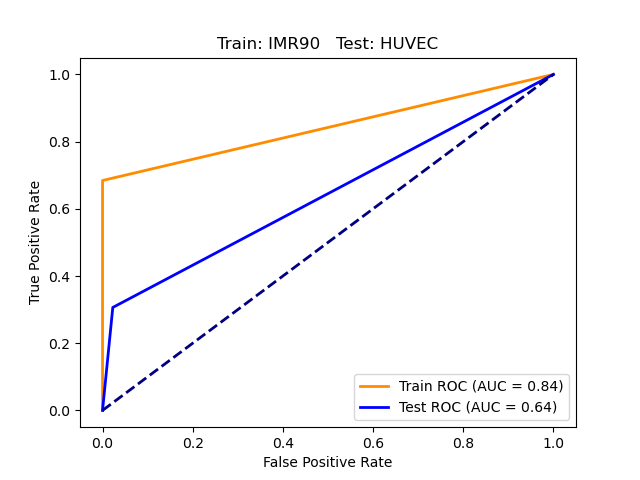 Train: IMR90   Test: HUVEC
True Positive Rate
1.0
0.8
0.6
0.4
0.2
0.0
0.0 0.2 0.4 0.6 0.8 1.0
False Positive Rate
Train ROC (AUC = 0.84)
Test ROC (AUC = 0.64)